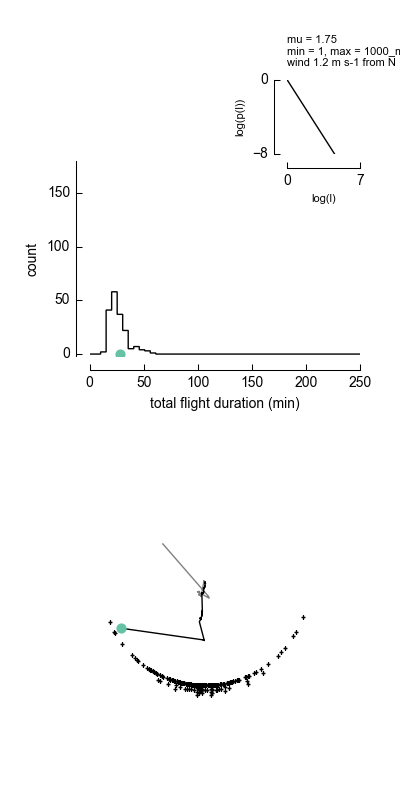 mu = 1.75
min = 1, max = 1000_m
wind 1.2 m s-1 from N
0
log(p(l))
−8
0
7
log(l)
150
100
50
0
count
0
50
100
150
200
250
total flight duration (min)